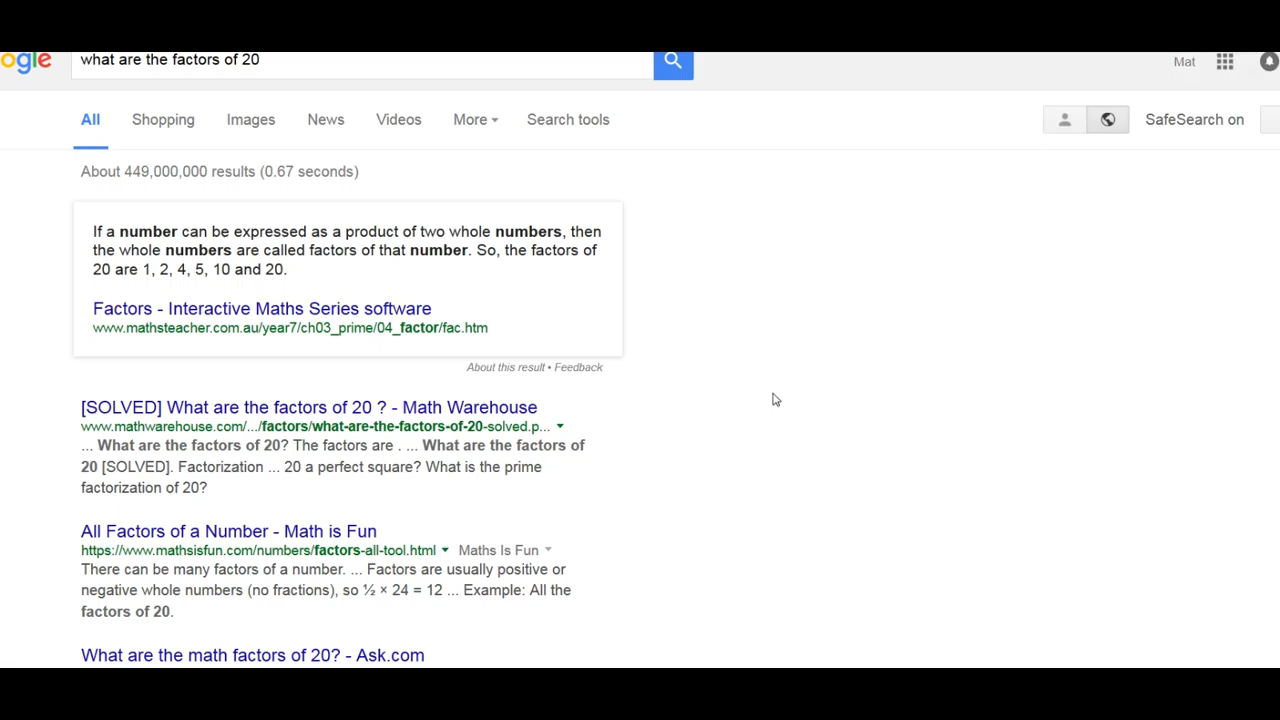 ogle what are the factors of 20 Mat
All Shopping Images News Videos More Search tools SafeSearch on
About 449,000,000 results (0.67 seconds)
If a number can be expressed as a product of two whole numbers, then
the whole numbers are called factors of that number. So, the factors of
20 are 1, 2, 4, 5, 10 and 20.
Factors - Interactive Maths Series software
www.mathsteacher.com.au/year7/ch03_prime/04_factor/fac.htm
About this result • Feedback
[SOLVED] What are the factors of 20 ? - Math Warehouse
www.mathwarehouse.com/.../factors/what-are-the-factors-of-20-solved.p...
... What are the factors of 20? The factors are . ... What are the factors of
20 [SOLVED]. Factorization ... 20 a perfect square? What is the prime
factorization of 20?
All Factors of a Number - Math is Fun
https://www.mathsisfun.com/numbers/factors-all-tool.html Maths Is Fun
There can be many factors of a number. ... Factors are usually positive or
negative whole numbers (no fractions), so ½ × 24 = 12 ... Example: All the
factors of 20.
What are the math factors of 20? - Ask.com